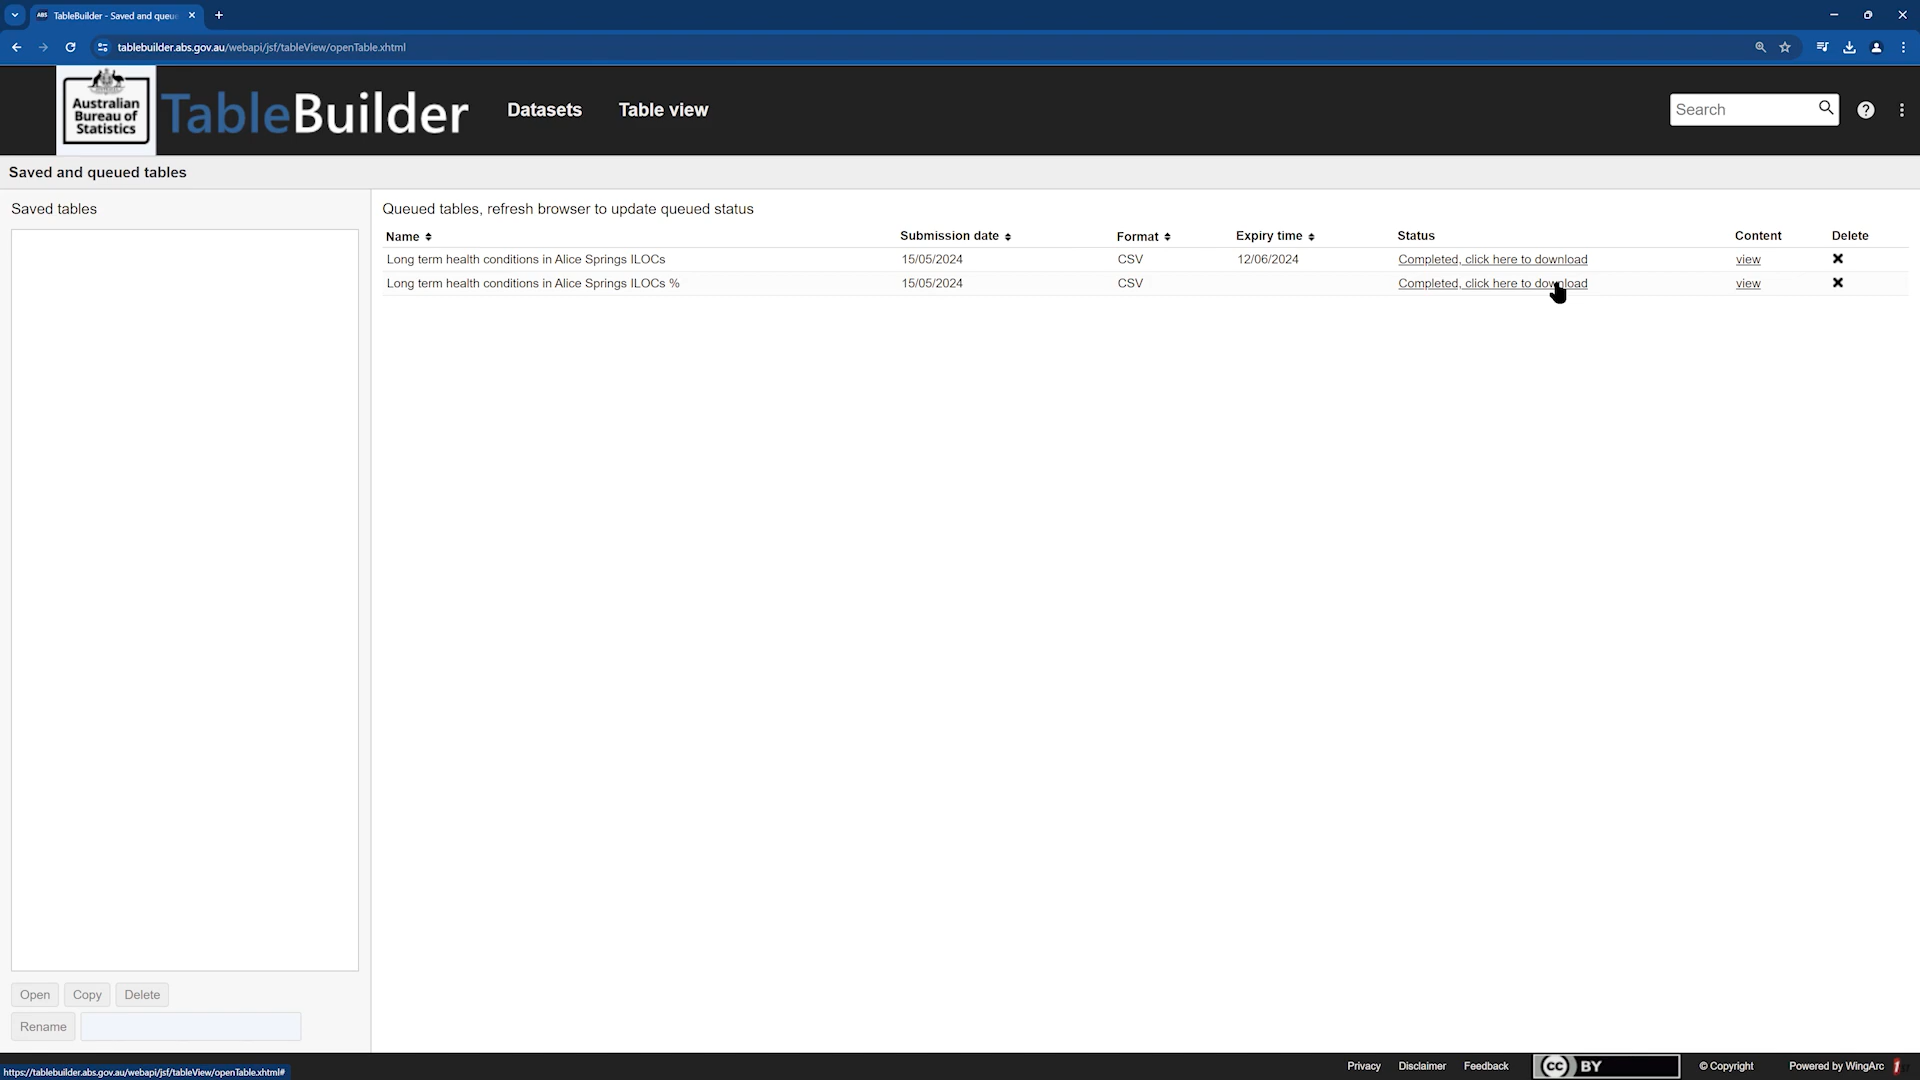 ABS TableBuilder - Saved and queu
tablebuilder.abs.gov.au/webapi/jsf/tableView/openTable.xhtml
Australian
Bureau of
Statistics
TableBuilder
Datasets
Table view
Search
Saved and queued tables
Saved tables
Queued tables, refresh browser to update queued status
Name Submission date Format Expiry time Status Content Delete
Long term health conditions in Alice Springs ILOCs 15/05/2024 CSV 12/06/2024 Completed, click here to download view
Long term health conditions in Alice Springs ILOCs % 15/05/2024 CSV Completed, click here to download view
Open Copy Delete
Rename
Privacy Disclaimer Feedback CC BY © Copyright Powered by WingArc
https://tablebuilder.abs.gov.au/webapi/jsf/tableView/openTable.xhtml#